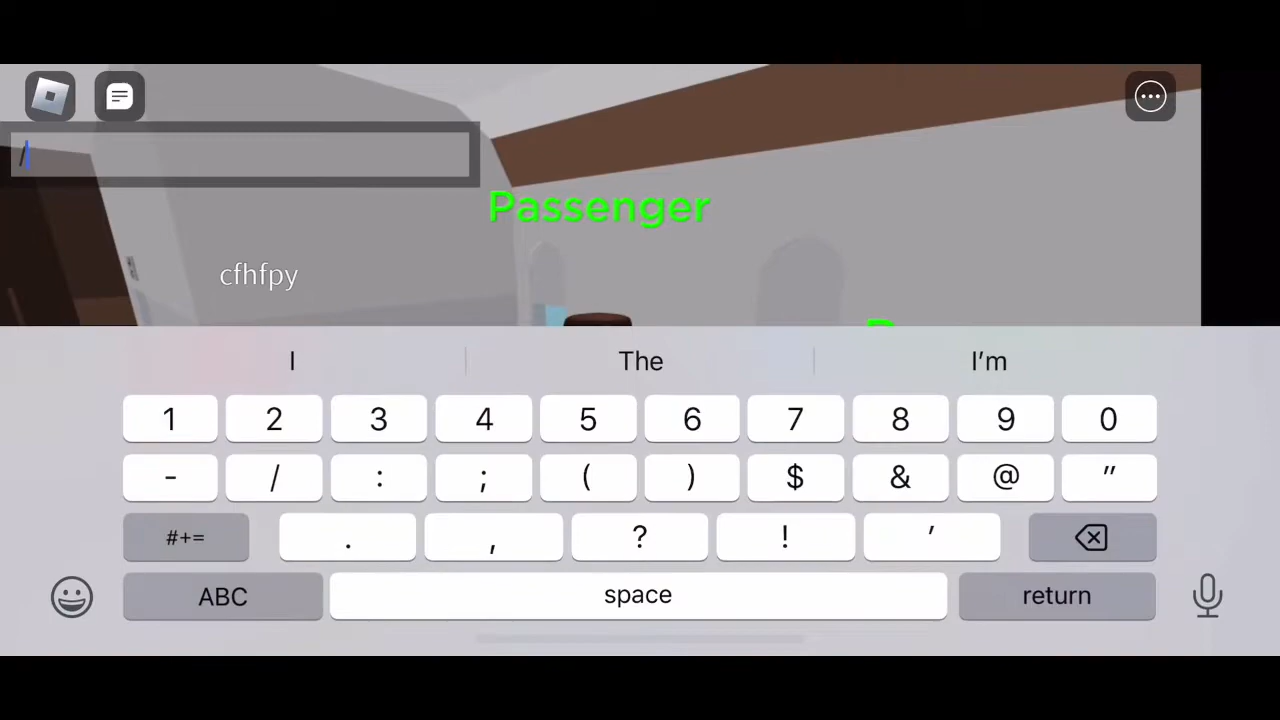 /
Passenger
cfhfpy
I The I’m
1 2 3 4 5 6 7 8 9 0
- / : ; ( ) $ & @ ”
#+= . , ? ! ’
ABC space return